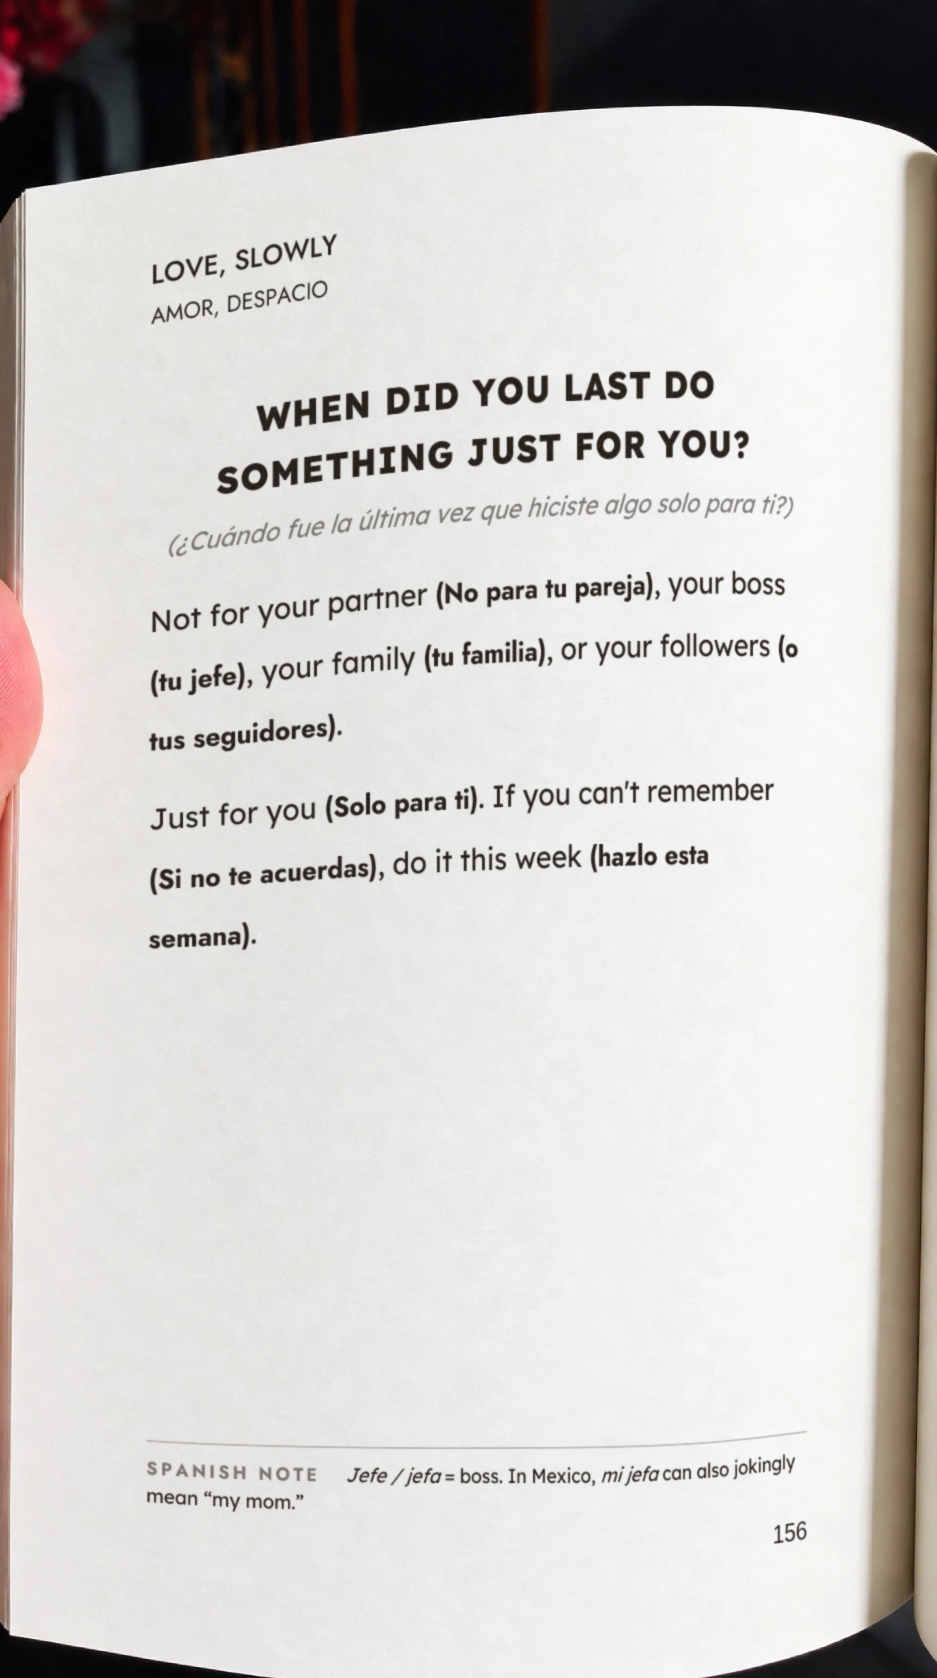 LOVE, SLOWLY
AMOR, DESPACIO
WHEN DID YOU LAST DO
SOMETHING JUST FOR YOU?
(¿Cuándo fue la última vez que hiciste algo solo para ti?)
Not for your partner (No para tu pareja), your boss
(tu jefe), your family (tu familia), or your followers (o
tus seguidores).
Just for you (Solo para ti). If you can't remember
(Si no te acuerdas), do it this week (hazlo esta
semana).
SPANISH NOTE Jefe / jefa = boss. In Mexico, mi jefa can also jokingly
mean “my mom.”
156